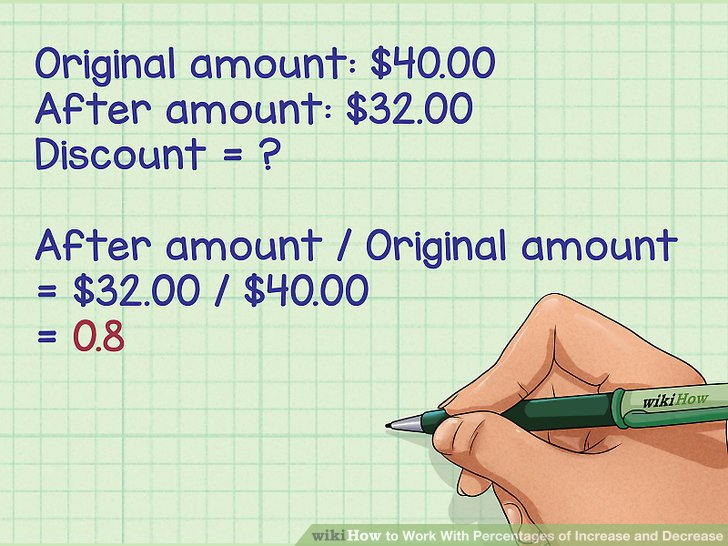 Original amount: $40.00
After amount: $32.00
Discount = ?
After amount / Original amount
= $32.00 / $40.00
= 0.8
wikiHow
wikiHow to Work With Percentages of Increase and Decrease